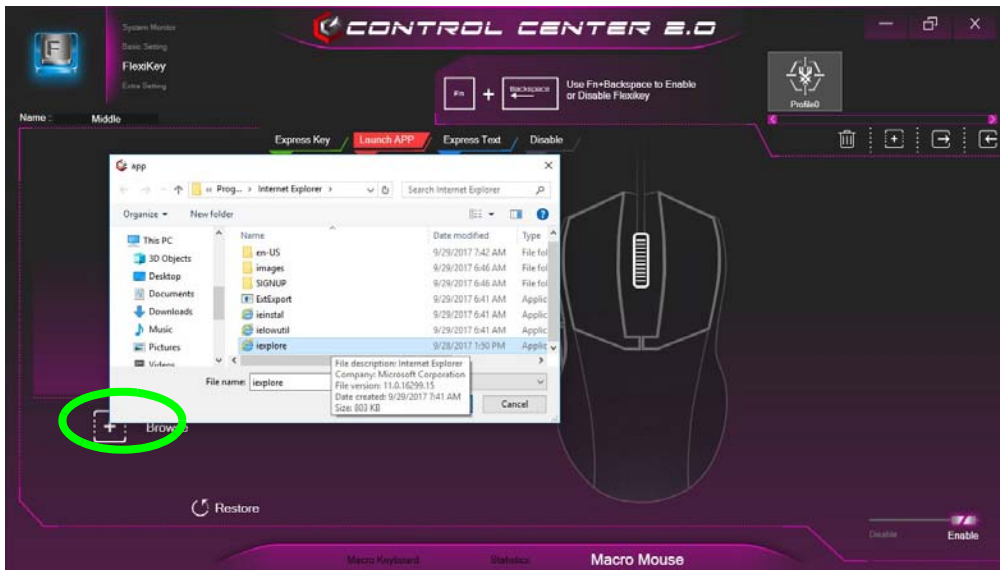 System Monitor
Basic Setting
FlexiKey
Extra Setting
CONTROL CENTER 2.0
Fn + Backspace
Use Fn+Backspace to Enable
or Disable Flexikey
Profile0
Name : Middle
Express Key / Launch APP / Express Text / Disable
app
« Prog... > Internet Explorer >
Search Internet Explorer
Organize
New folder
This PC
3D Objects
Desktop
Documents
Downloads
Music
Pictures
Videos
Name Date modified Type
en-US 9/29/2017 7:42 AM File fol
images 9/29/2017 6:46 AM File fol
SIGNUP 9/29/2017 6:46 AM File fol
ExtExport 9/29/2017 6:41 AM Applic
ieinstal 9/29/2017 6:41 AM Applic
ielowutil 9/29/2017 6:41 AM Applic
iexplore 9/28/2017 1:50 PM Applic
File description: Internet Explorer
Company: Microsoft Corporation
File version: 11.0.16299.15
Date created: 9/29/2017 7:41 AM
Size: 803 KB
File name: iexplore
Cancel
Browse
Restore
Disable Enable
Macro Keyboard Statistics Macro Mouse